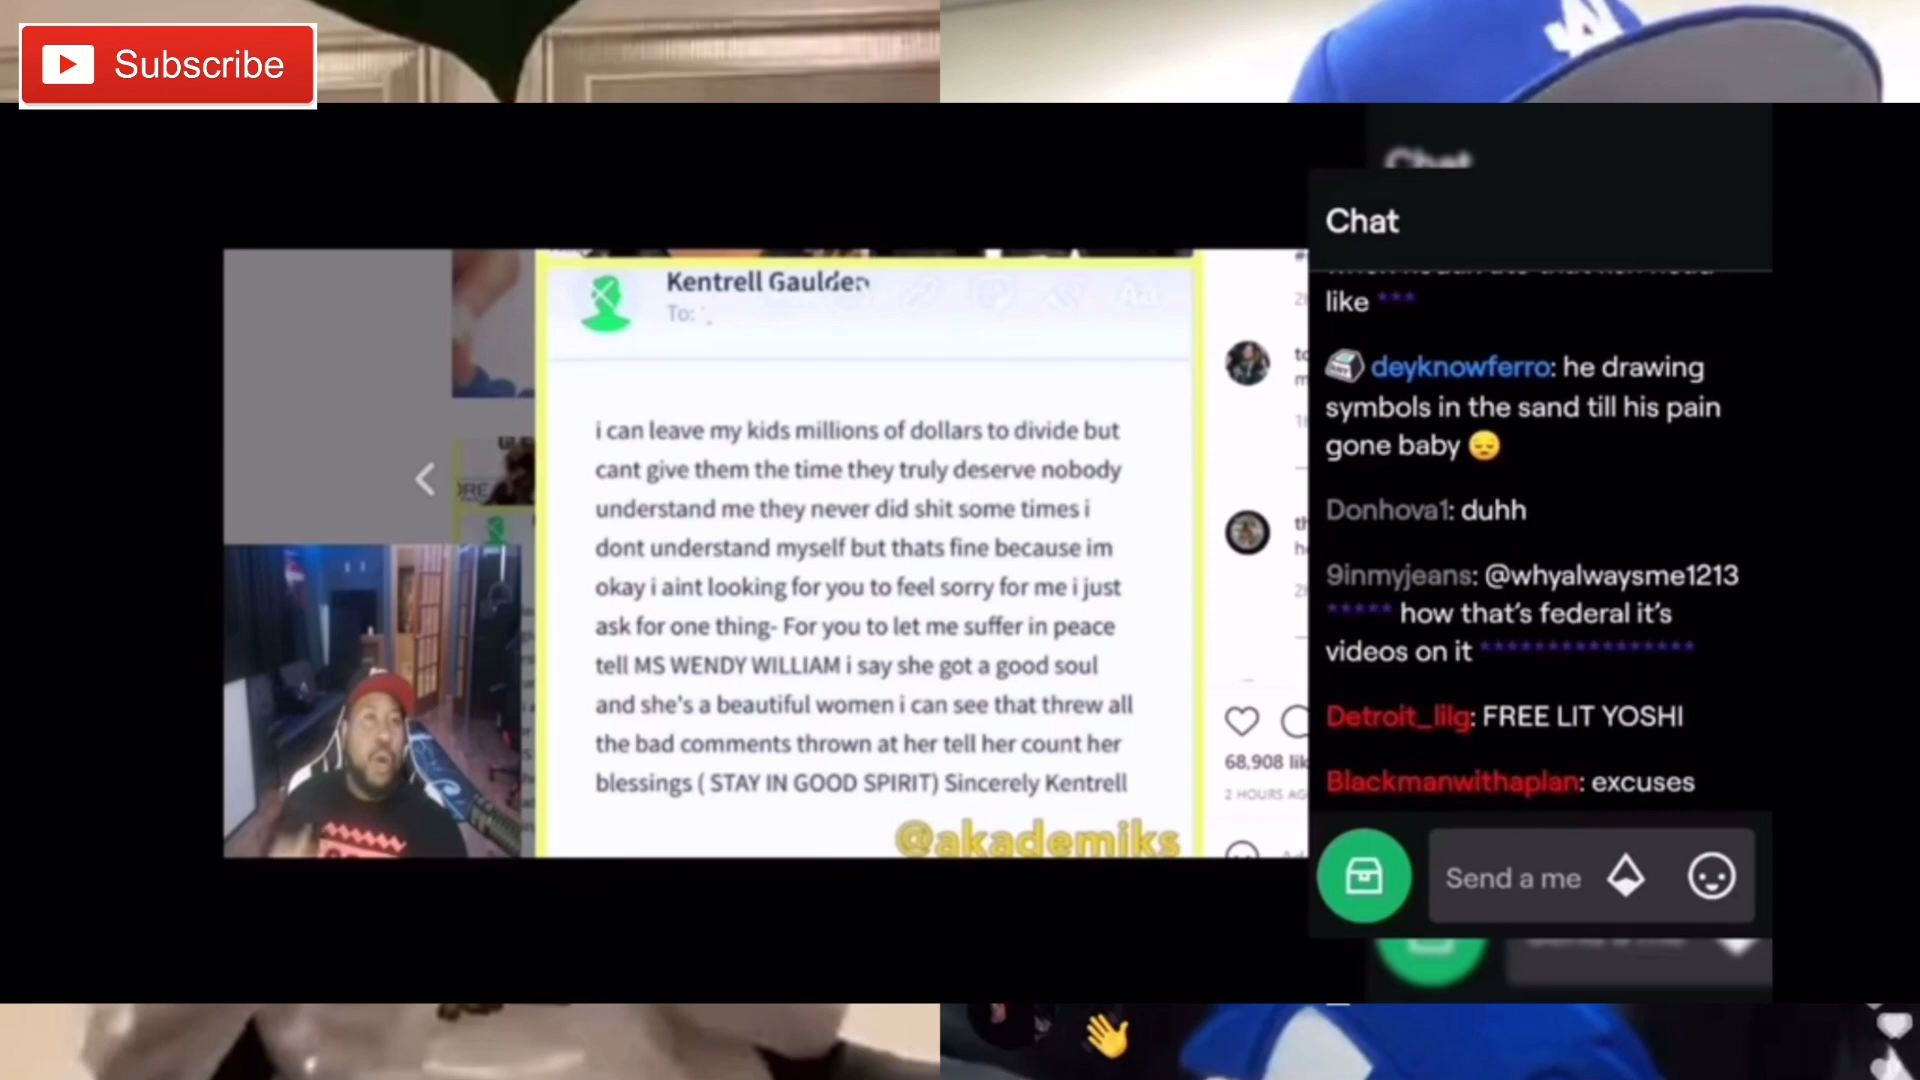 Subscribe
Chat
Chat
like ***
deyknowferro: he drawing
symbols in the sand till his pain
gone baby 😔
Donhova1: duhh
9inmyjeans: @whyalwaysme1213
***** how that's federal it's
videos on it ****************
Detroit_lilg: FREE LIT YOSHI
Blackmanwithaplan: excuses
Send a me
Kentrell Gaulden
To:
Aa
i can leave my kids millions of dollars to divide but
cant give them the time they truly deserve nobody
understand me they never did shit some times i
dont understand myself but thats fine because im
okay i aint looking for you to feel sorry for me i just
ask for one thing- For you to let me suffer in peace
tell MS WENDY WILLIAM i say she got a good soul
and she's a beautiful women i can see that threw all
the bad comments thrown at her tell her count her
blessings ( STAY IN GOOD SPIRIT) Sincerely Kentrell
@akademiks
68,908 lik
2 HOURS AG